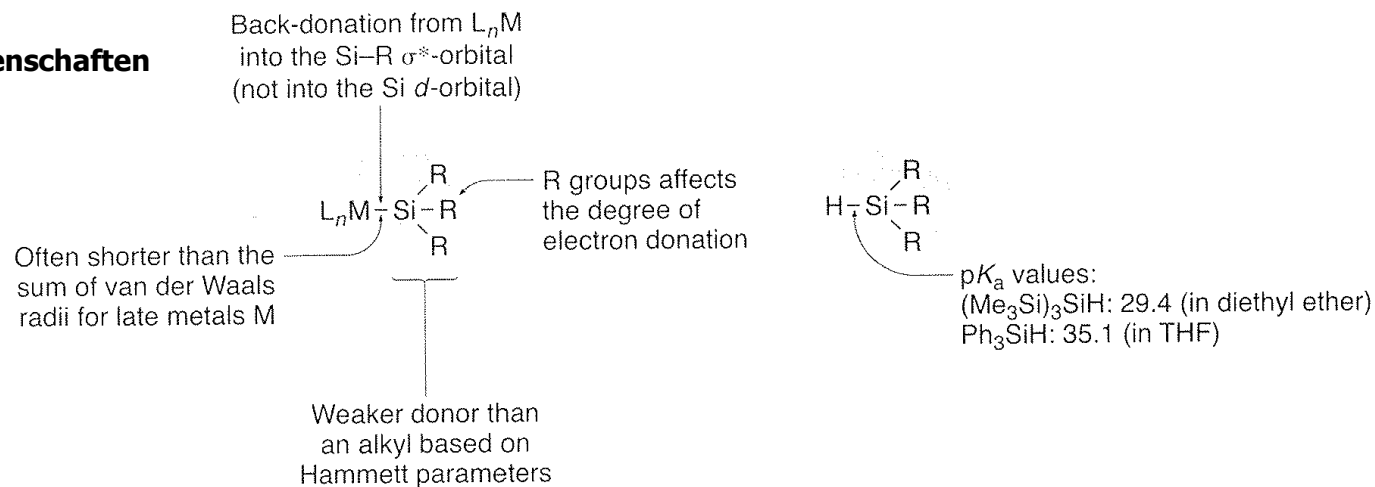 enschaften
Back-donation from LₙM
into the Si–R σ*-orbital
(not into the Si d-orbital)
R
LₙM–Si–R
R
R groups affects
the degree of
electron donation
Often shorter than the
sum of van der Waals
radii for late metals M
Weaker donor than
an alkyl based on
Hammett parameters
R
H–Si–R
R
pKₐ values:
(Me₃Si)₃SiH: 29.4 (in diethyl ether)
Ph₃SiH: 35.1 (in THF)